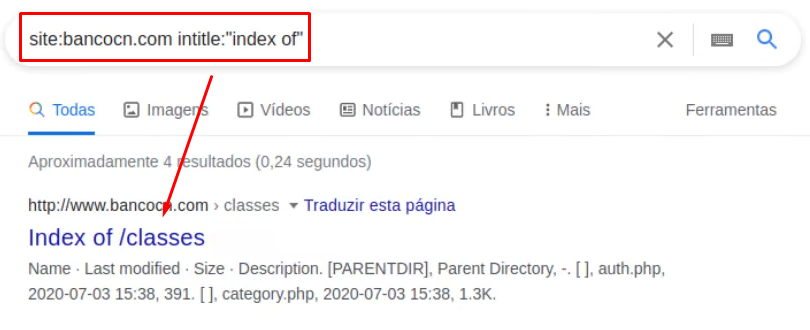 site:bancocn.com intitle:"index of"
Todas Imagens Vídeos Notícias Livros Mais Ferramentas
Aproximadamente 4 resultados (0,24 segundos)
http://www.bancocn.com › classes Traduzir esta página
Index of /classes
Name · Last modified · Size · Description. [PARENTDIR], Parent Directory, -. [ ], auth.php,
2020-07-03 15:38, 391. [ ], category.php, 2020-07-03 15:38, 1.3K.